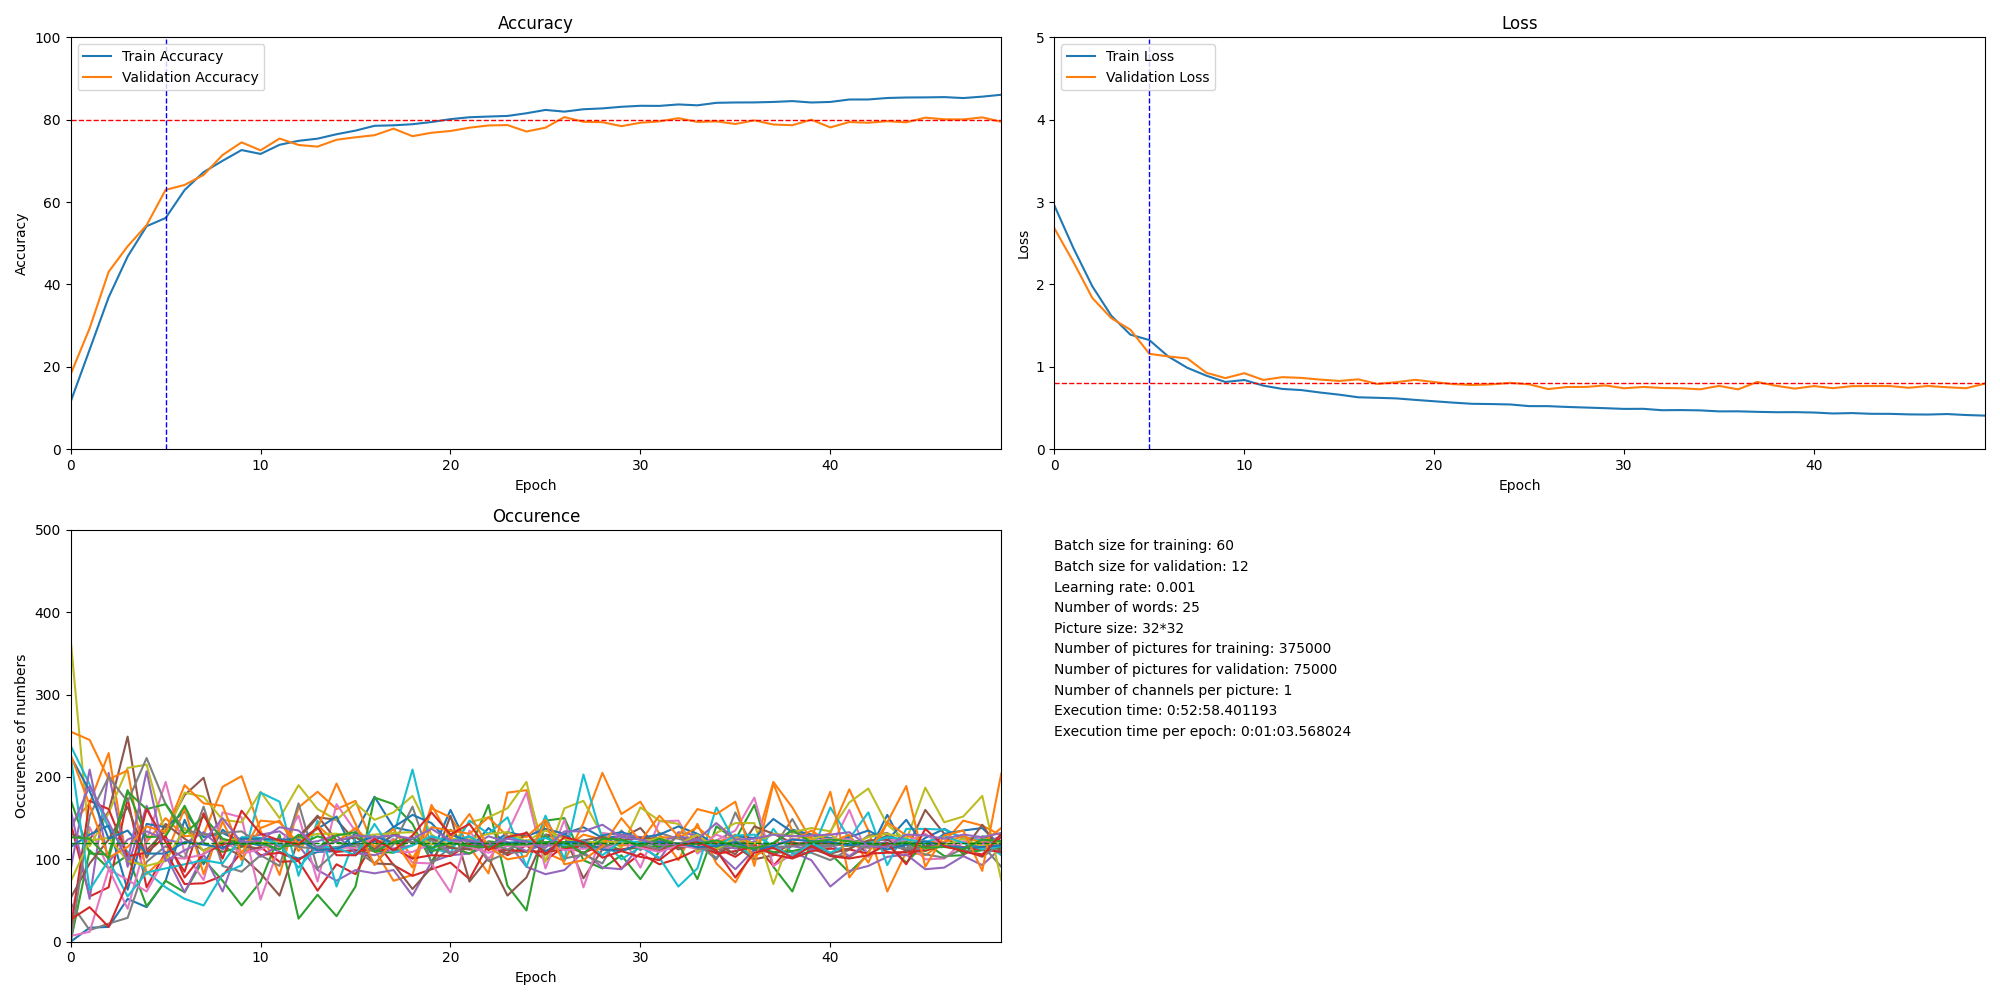 Accuracy
Train Accuracy
Validation Accuracy
100
80
60
40
20
0
Accuracy
0 10 20 30 40
Epoch
Loss
Train Loss
Validation Loss
5
4
3
2
1
0
Loss
0 10 20 30 40
Epoch
Occurence
500
400
300
200
100
0
Occurences of numbers
0 10 20 30 40
Epoch
Batch size for training: 60
Batch size for validation: 12
Learning rate: 0.001
Number of words: 25
Picture size: 32*32
Number of pictures for training: 375000
Number of pictures for validation: 75000
Number of channels per picture: 1
Execution time: 0:52:58.401193
Execution time per epoch: 0:01:03.568024